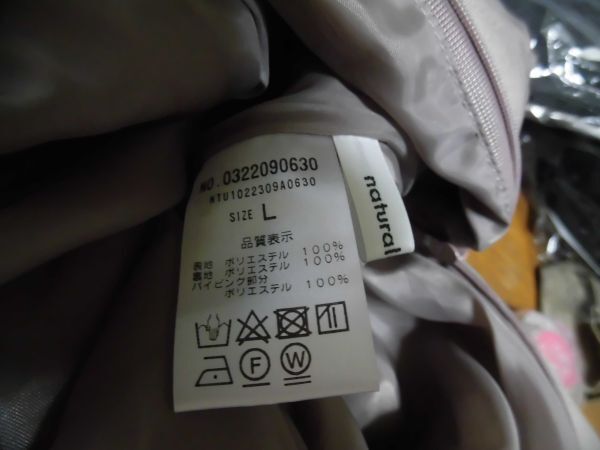 NO.0322090630
NTU1022309A0630
SIZE L
品質表示
表地 ポリエステル 100%
裏地 ポリエステル 100%
パイピング部分
ポリエステル 100%
F
W
natural